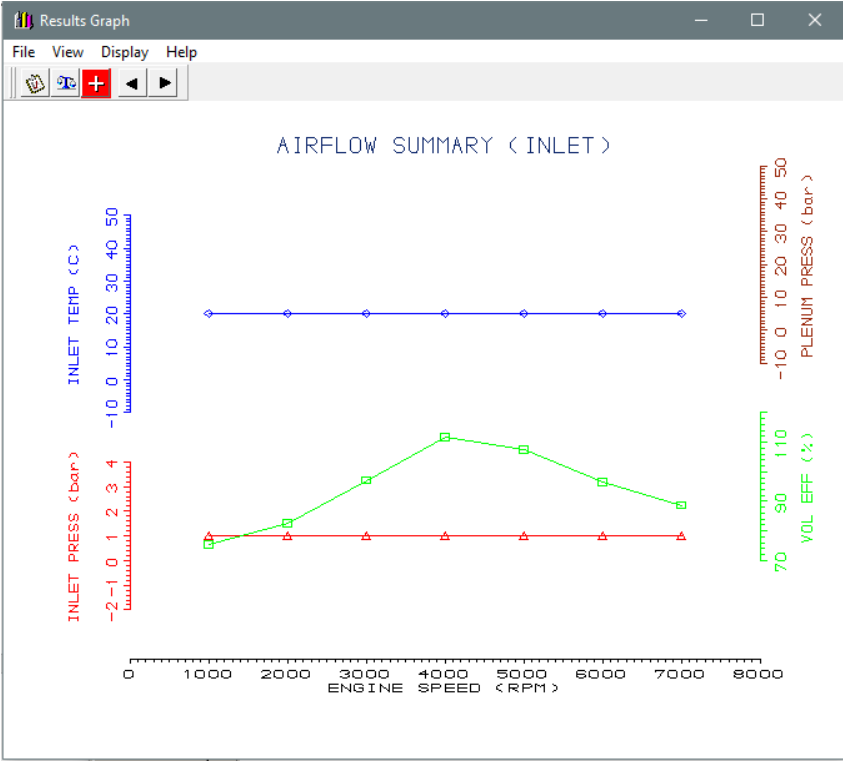 Results Graph
File View Display Help
AIRFLOW SUMMARY (INLET)
INLET TEMP (C)
50
40
30
20
10
0
-10
PLENUM PRESS (bar)
50
40
30
20
10
0
-10
INLET PRESS (bar)
4
3
2
1
0
-1
-2
VOL EFF (%)
110
90
70
0 1000 2000 3000 4000 5000 6000 7000 8000
ENGINE SPEED (RPM)